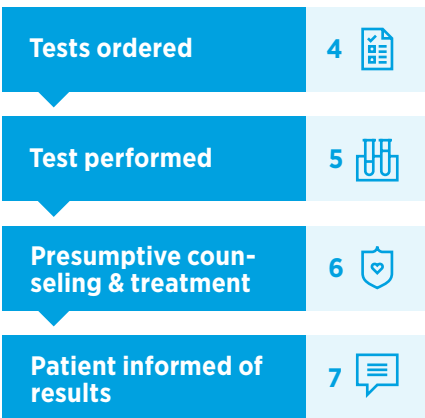 Tests ordered
4
Test performed
5
Presumptive coun-
seling & treatment
6
Patient informed of
results
7